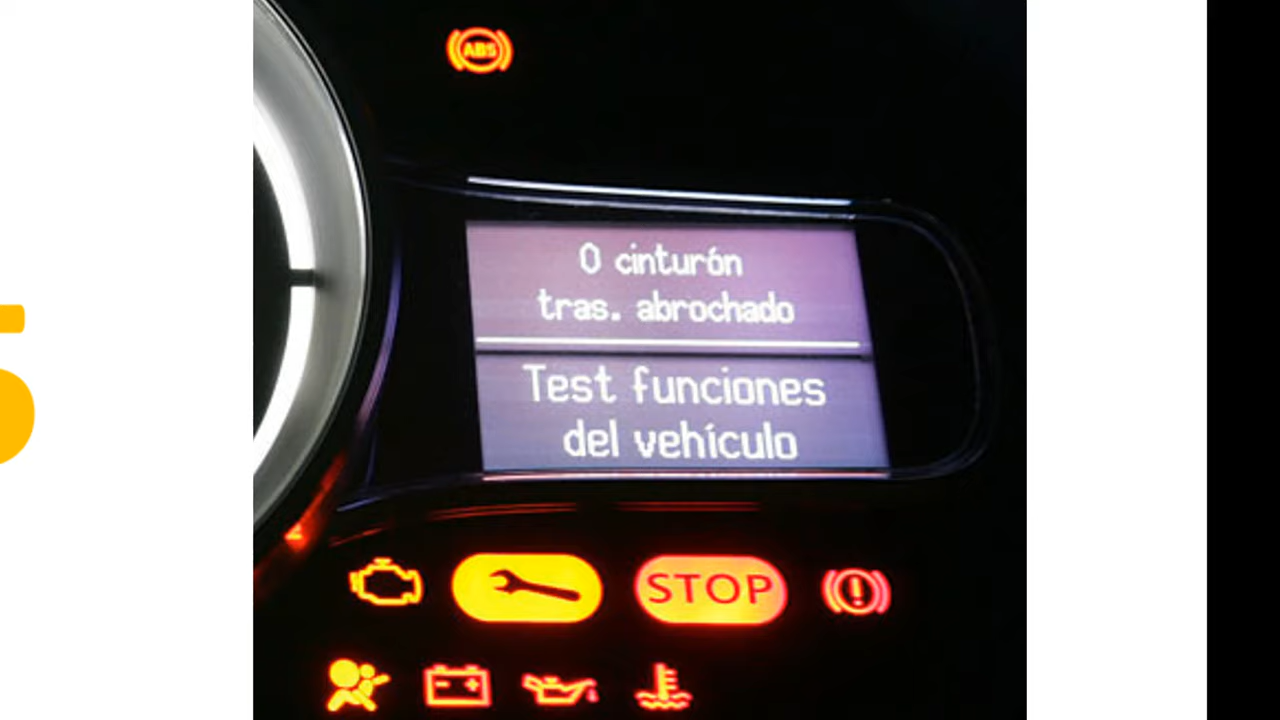 ABS
0 cinturón
tras. abrochado
Test funciones
del vehículo
STOP